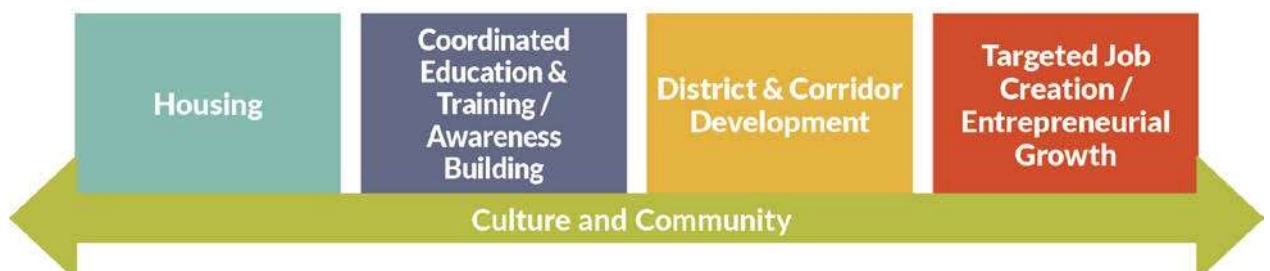 Housing
Coordinated
Education &
Training /
Awareness
Building
District & Corridor
Development
Targeted Job
Creation /
Entrepreneurial
Growth
Culture and Community